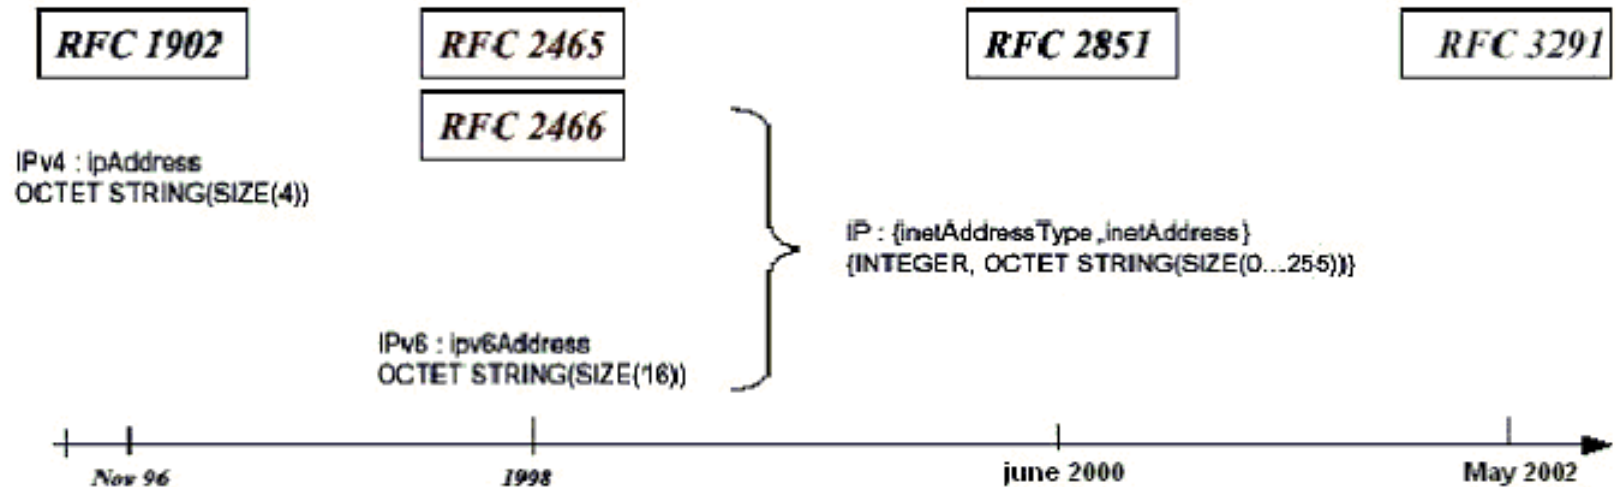 RFC 1902
RFC 2465
RFC 2851
RFC 3291
RFC 2466
IPv4 : ipAddress
OCTET STRING(SIZE(4))
IP : {inetAddressType ,inetAddress}
{INTEGER, OCTET STRING(SIZE(0...255))}
IPv6 : ipv6Address
OCTET STRING(SIZE(16))
Nov 96
1998
june 2000
May 2002